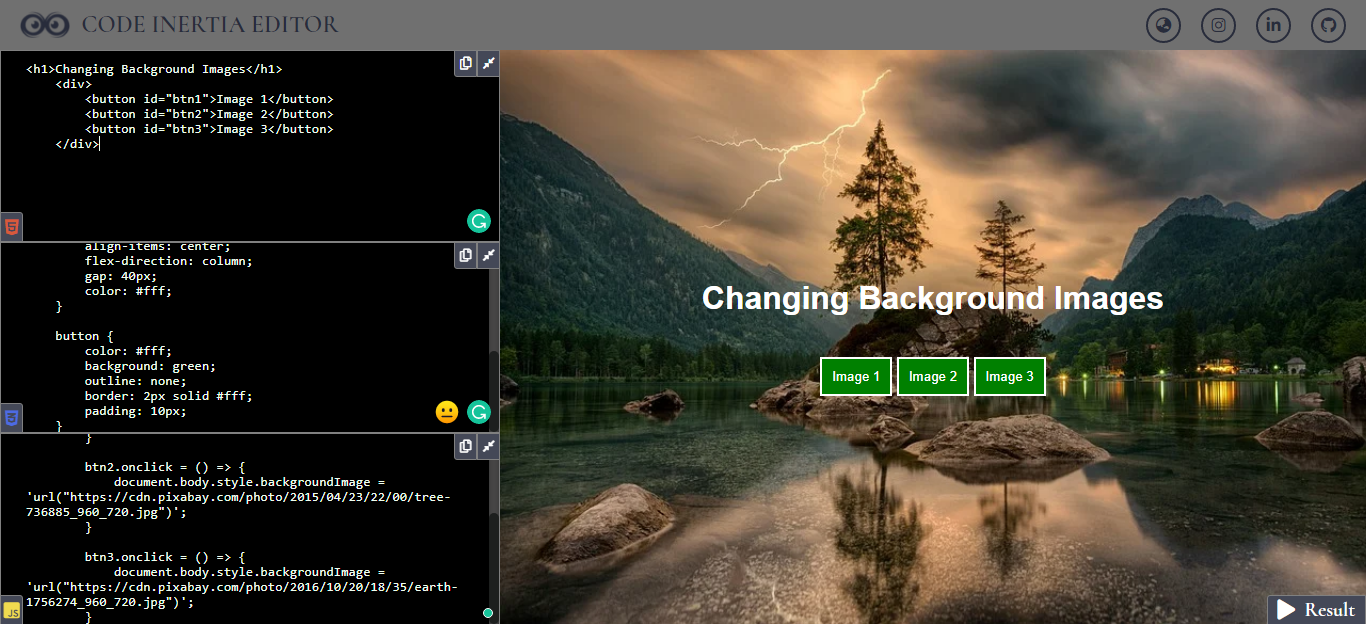 CODE INERTIA EDITOR
<h1>Changing Background Images</h1>
<div>
<button id="btn1">Image 1</button>
<button id="btn2">Image 2</button>
<button id="btn3">Image 3</button>
</div>
align-items: center;
flex-direction: column;
gap: 40px;
color: #fff;
}
button {
color: #fff;
background: green;
outline: none;
border: 2px solid #fff;
padding: 10px;
}
}
btn2.onclick = () => {
document.body.style.backgroundImage =
'url("https://cdn.pixabay.com/photo/2015/04/23/22/00/tree-
736885_960_720.jpg")';
}
btn3.onclick = () => {
document.body.style.backgroundImage =
'url("https://cdn.pixabay.com/photo/2016/10/20/18/35/earth-
1756274_960_720.jpg")';
}
JS
Changing Background Images
Image 1 Image 2 Image 3
Result